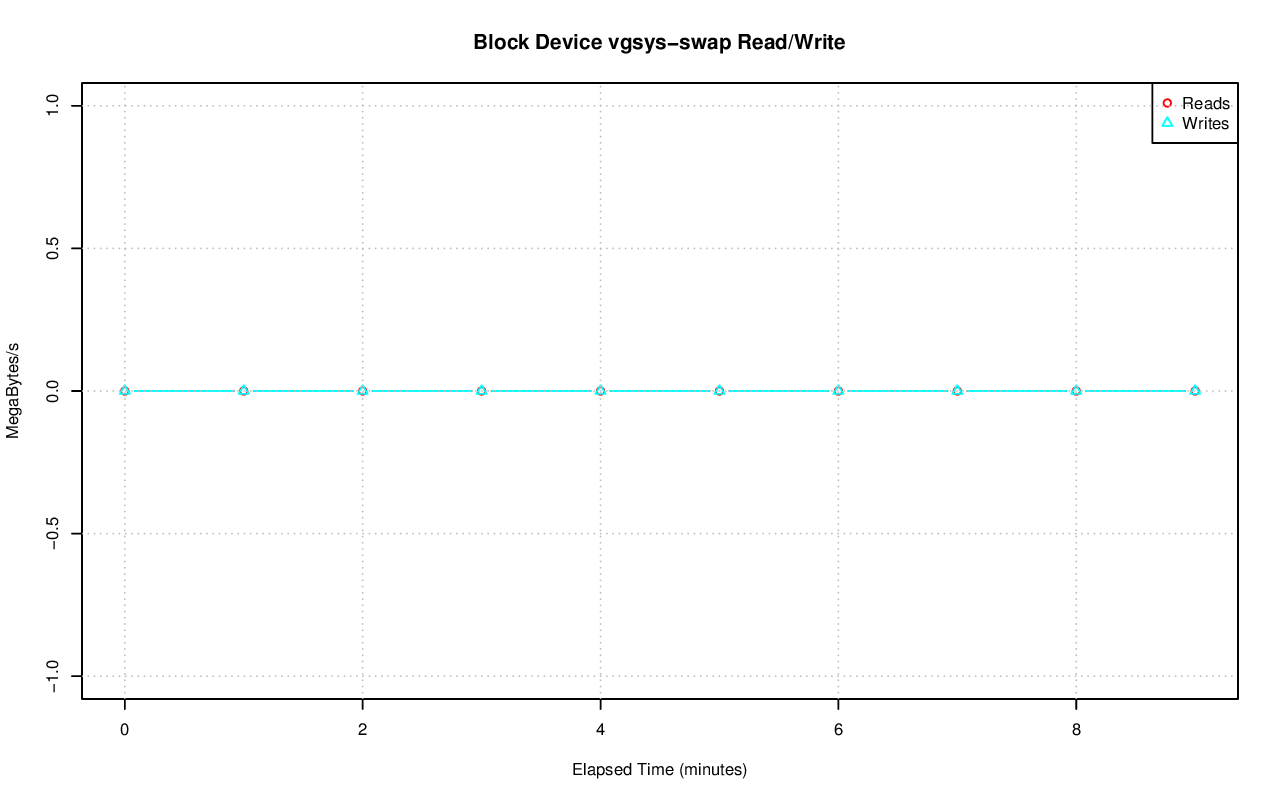 Block Device vgsys−swap Read/Write
Reads
Writes
1.0
0.5
0.0
−0.5
−1.0
MegaBytes/s
0 2 4 6 8
Elapsed Time (minutes)